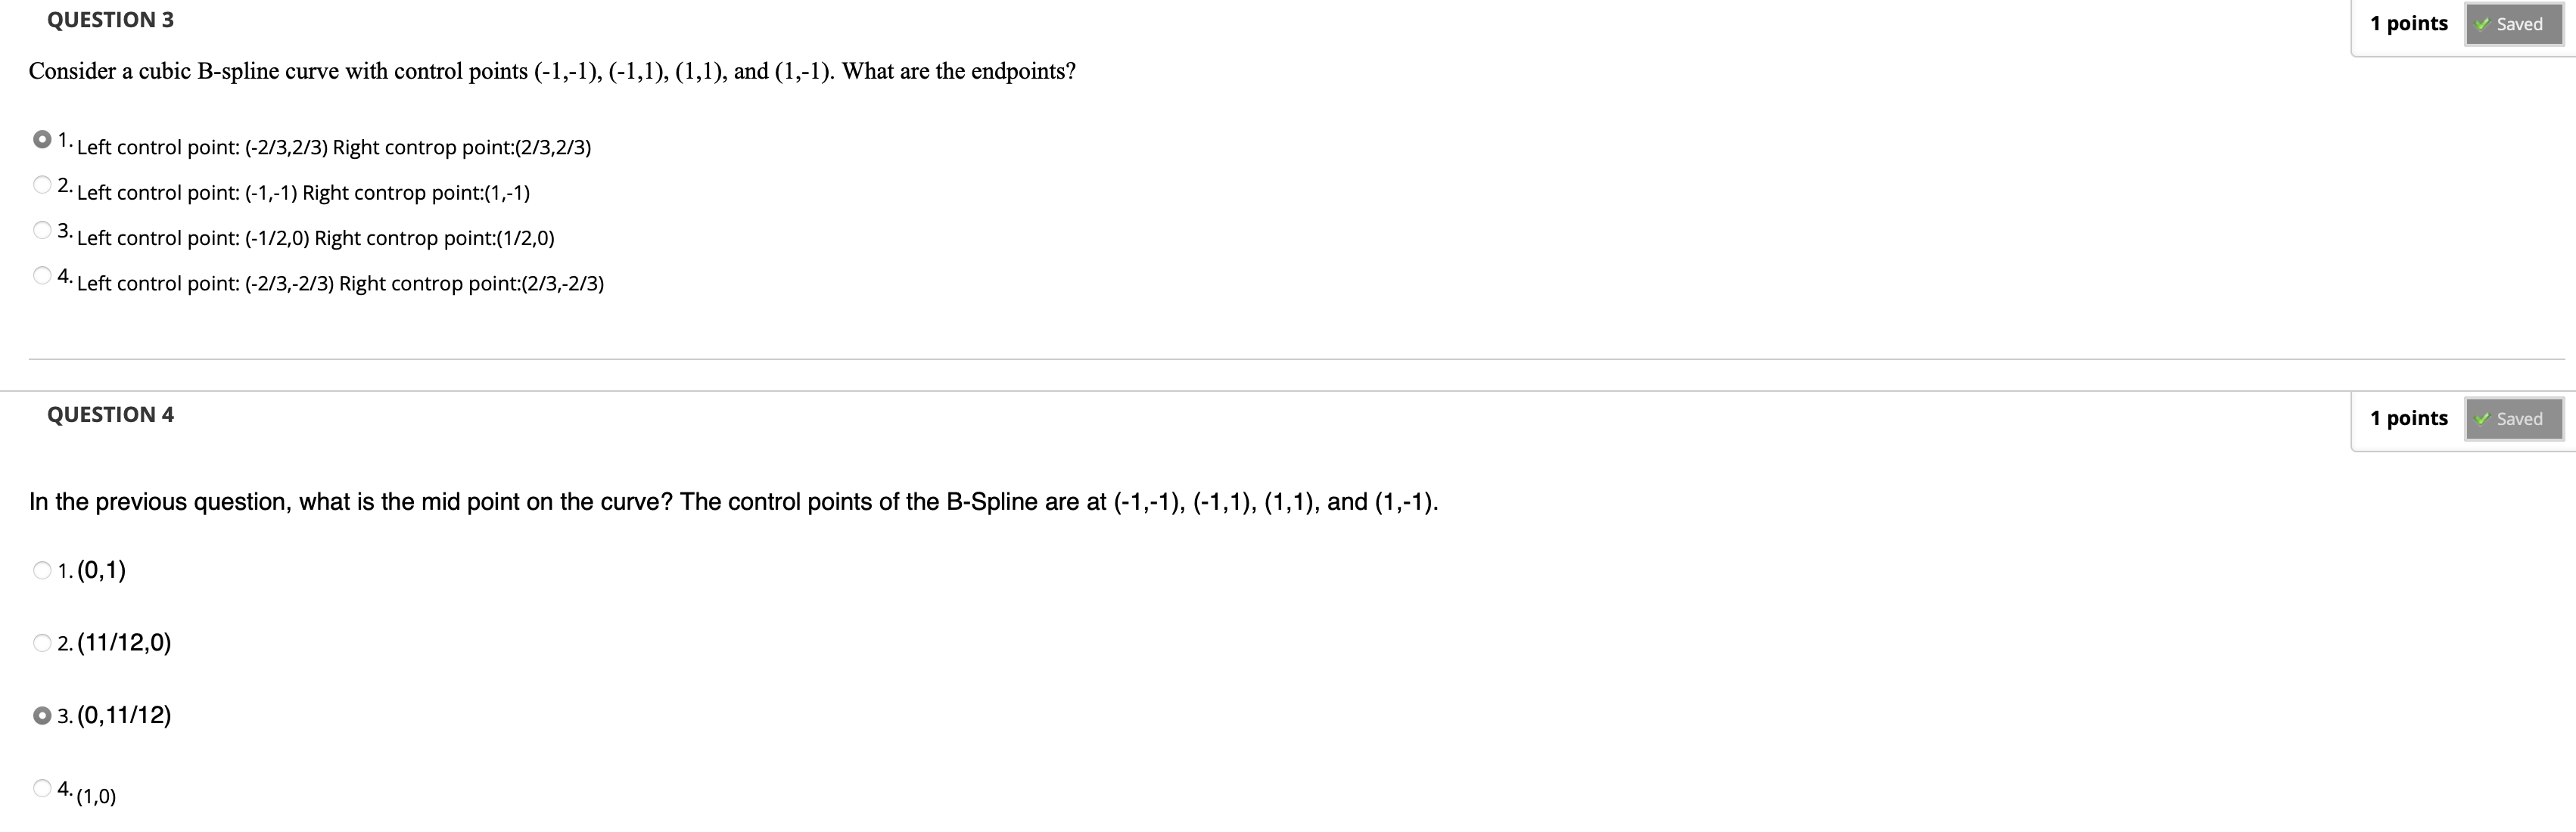 QUESTION 3
1 points
Saved
Consider a cubic B-spline curve with control points (-1,-1), (-1,1), (1,1), and (1,-1). What are the endpoints?
1. Left control point: (-2/3,2/3) Right controp point:(2/3,2/3)
2. Left control point: (-1,-1) Right controp point:(1,-1)
3. Left control point: (-1/2,0) Right controp point:(1/2,0)
4. Left control point: (-2/3,-2/3) Right controp point:(2/3,-2/3)
QUESTION 4
1 points
Saved
In the previous question, what is the mid point on the curve? The control points of the B-Spline are at (-1,-1), (-1,1), (1,1), and (1,-1).
1. (0,1)
2. (11/12,0)
3. (0,11/12)
4. (1,0)